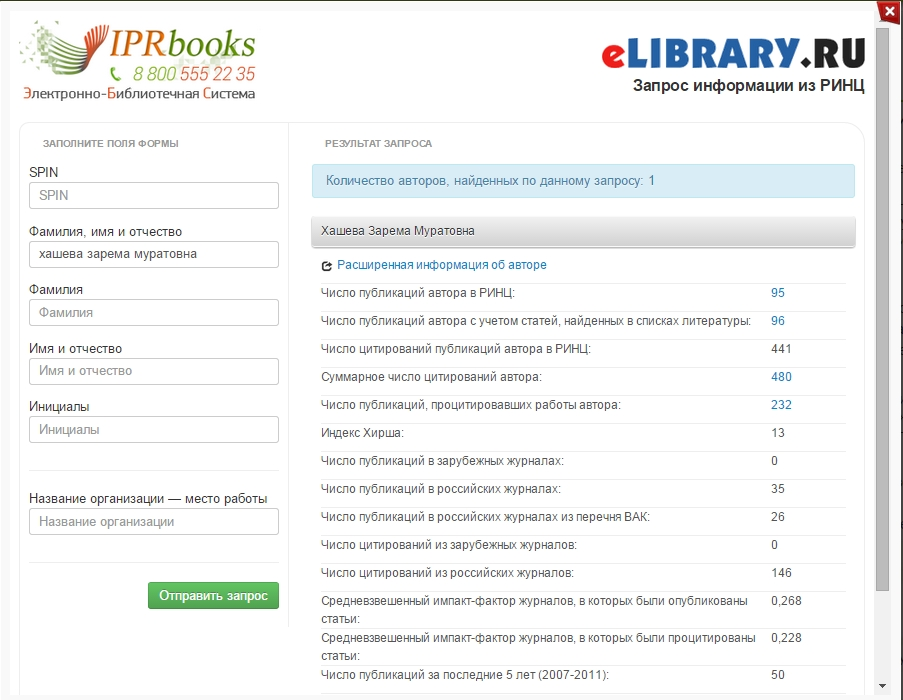 IPRbooks
8 800 555 22 35
Электронно-Библиотечная Система
eLIBRARY.RU
Запрос информации из РИНЦ
ЗАПОЛНИТЕ ПОЛЯ ФОРМЫ
SPIN
SPIN
Фамилия, имя и отчество
хашева зарема муратовна
Фамилия
Фамилия
Имя и отчество
Имя и отчество
Инициалы
Инициалы
Название организации — место работы
Название организации
Отправить запрос
РЕЗУЛЬТАТ ЗАПРОСА
Количество авторов, найденных по данному запросу: 1
Хашева Зарема Муратовна
Расширенная информация об авторе
Число публикаций автора в РИНЦ: 95
Число публикаций автора с учетом статей, найденных в списках литературы: 96
Число цитирований публикаций автора в РИНЦ: 441
Суммарное число цитирований автора: 480
Число публикаций, процитировавших работы автора: 232
Индекс Хирша: 13
Число публикаций в зарубежных журналах: 0
Число публикаций в российских журналах: 35
Число публикаций в российских журналах из перечня ВАК: 26
Число цитирований из зарубежных журналов: 0
Число цитирований из российских журналов: 146
Средневзвешенный импакт-фактор журналов, в которых были опубликованы 0,268
статьи:
Средневзвешенный импакт-фактор журналов, в которых были процитированы 0,228
статьи:
Число публикаций за последние 5 лет (2007-2011): 50